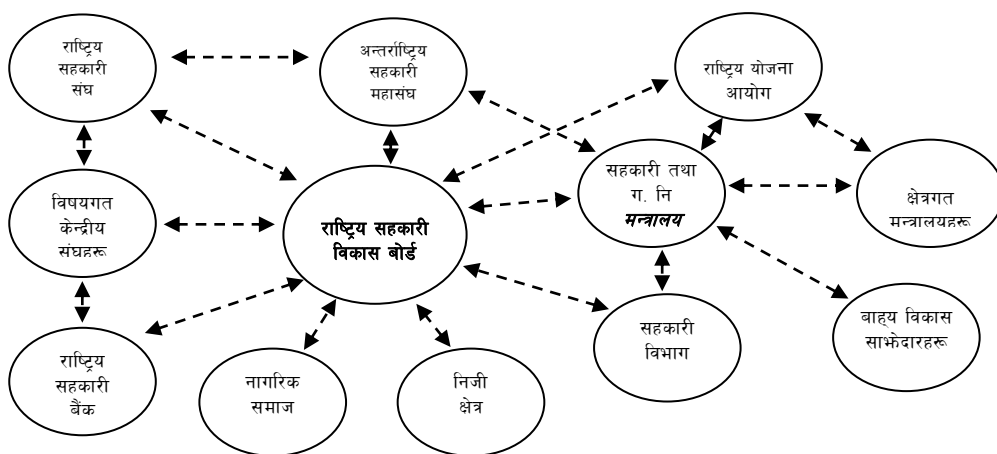 राष्ट्रिय
सहकारी
संघ
अन्तर्राष्ट्रिय
सहकारी
महासंघ
राष्ट्रिय योजना
आयोग
विषयगत
केन्द्रीय
संघहरू
राष्ट्रिय सहकारी
विकास बोर्ड
सहकारी तथा
ग. नि
मन्त्रालय
क्षेत्रगत
मन्त्रालयहरू
राष्ट्रिय
सहकारी
बैंक
नागरिक
समाज
निजी
क्षेत्र
सहकारी
विभाग
बाह्य विकास
साझेदारहरू